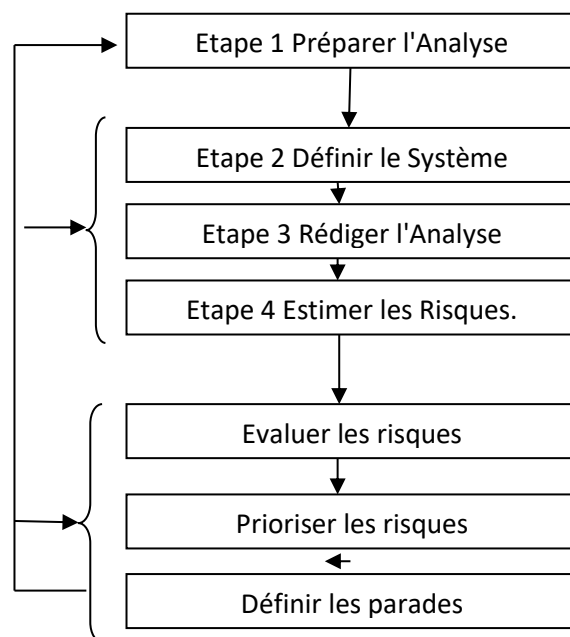 Etape 1 Préparer l'Analyse
Etape 2 Définir le Système
Etape 3 Rédiger l'Analyse
Etape 4 Estimer les Risques.
Evaluer les risques
Prioriser les risques
Définir les parades